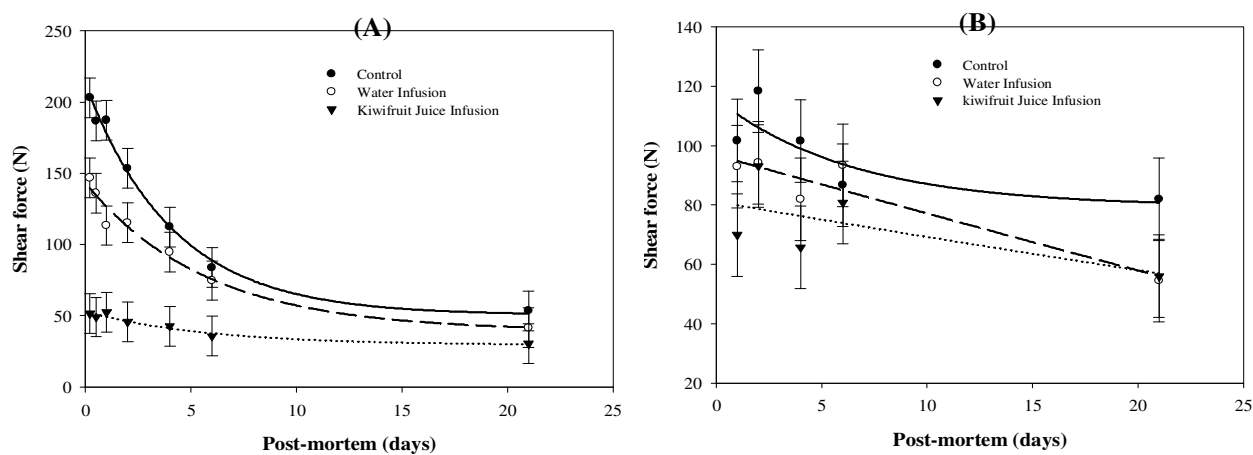 (A)
250
200
150
100
50
0
Shear force (N)
Control
Water Infusion
Kiwifruit Juice Infusion
0 5 10 15 20 25
Post-mortem (days)
(B)
140
120
100
80
60
40
20
Shear force (N)
Control
Water Infusion
kiwifruit Juice Infusion
0 5 10 15 20 25
Post-mortem (days)